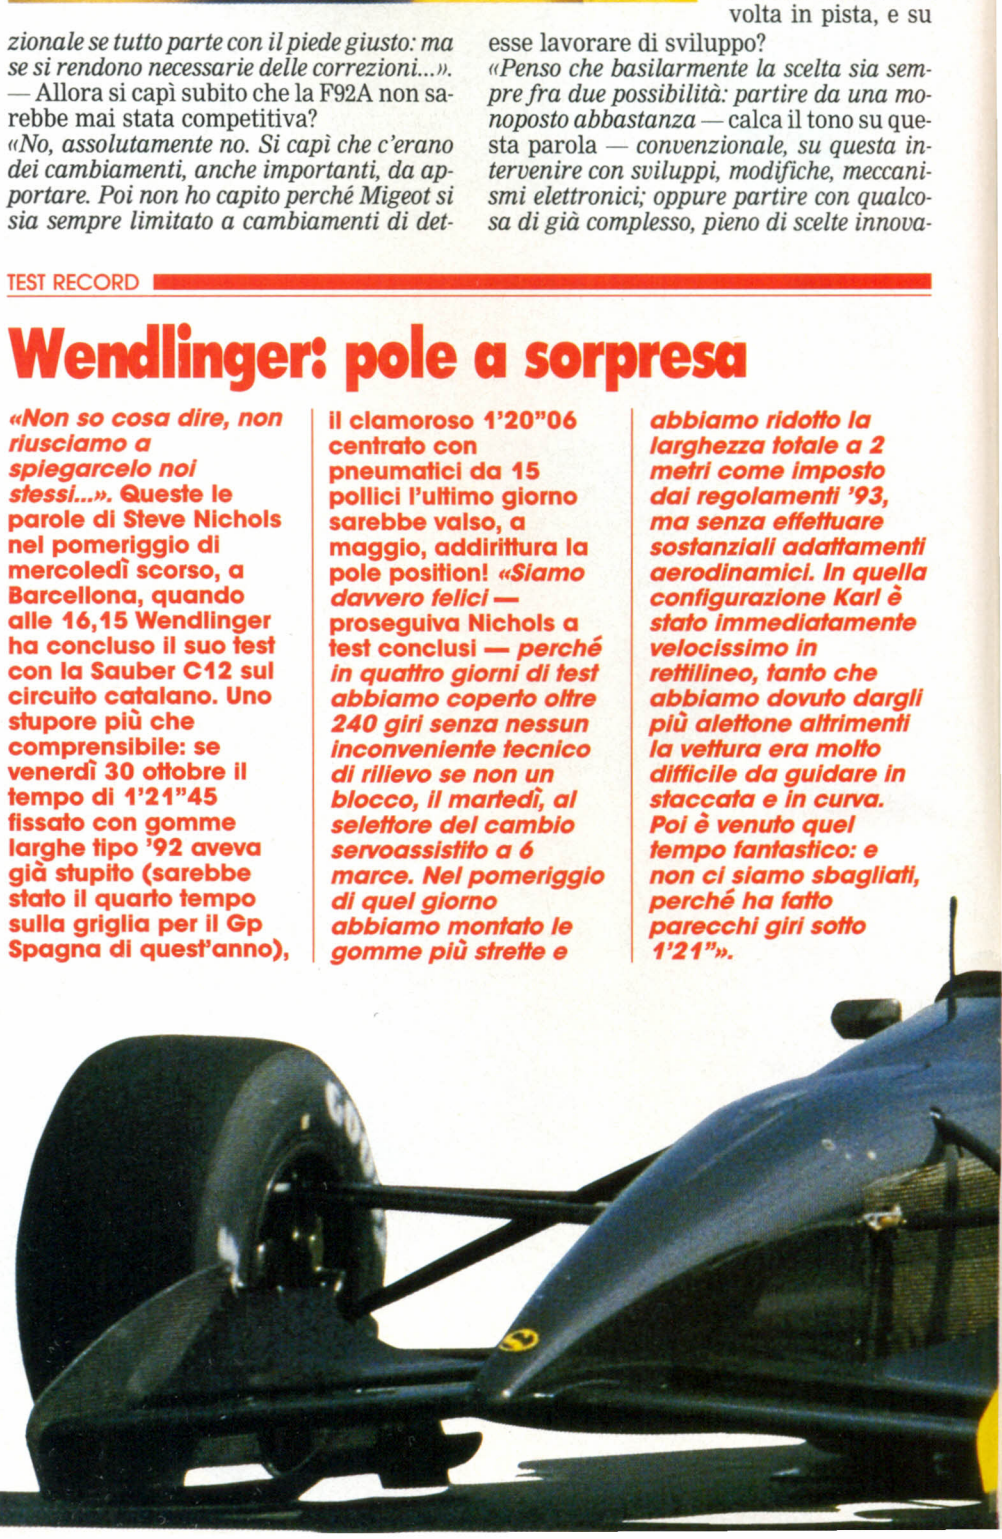 zionale se tutto parte con il piede giusto: ma
se si rendono necessarie delle correzioni...».
— Allora si capì subito che la F92A non sa-
rebbe mai stata competitiva?
«No, assolutamente no. Si capì che c'erano
dei cambiamenti, anche importanti, da ap-
portare. Poi non ho capito perché Migeot si
sia sempre limitato a cambiamenti di det-
volta in pista, e su
esse lavorare di sviluppo?
«Penso che basilarmente la scelta sia sem-
pre fra due possibilità: partire da una mo-
noposto abbastanza — calca il tono su que-
sta parola — convenzionale, su questa in-
tervenire con sviluppi, modifiche, meccani-
smi elettronici; oppure partire con qualco-
sa di già complesso, pieno di scelte innova-
TEST RECORD
Wendlinger: pole a sorpresa
«Non so cosa dire, non
riusciamo a
spiegarcelo noi
stessi...». Queste le
parole di Steve Nichols
nel pomeriggio di
mercoledì scorso, a
Barcellona, quando
alle 16,15 Wendlinger
ha concluso il suo test
con la Sauber C12 sul
circuito catalano. Uno
stupore più che
comprensibile: se
venerdì 30 ottobre il
tempo di 1'21"45
fissato con gomme
larghe tipo '92 aveva
già stupito (sarebbe
stato il quarto tempo
sulla griglia per il Gp
Spagna di quest'anno),
il clamoroso 1'20"06
centrato con
pneumatici da 15
pollici l'ultimo giorno
sarebbe valso, a
maggio, addirittura la
pole position! «Siamo
davvero felici —
proseguiva Nichols a
test conclusi — perché
in quattro giorni di test
abbiamo coperto oltre
240 giri senza nessun
inconveniente tecnico
di rilievo se non un
blocco, il martedì, al
selettore del cambio
servoassistito a 6
marce. Nel pomeriggio
di quel giorno
abbiamo montato le
gomme più strette e
abbiamo ridotto la
larghezza totale a 2
metri come imposto
dai regolamenti '93,
ma senza effettuare
sostanziali adattamenti
aerodinamici. In quella
configurazione Karl è
stato immediatamente
velocissimo in
rettilineo, tanto che
abbiamo dovuto dargli
più alettone altrimenti
la vettura era molto
difficile da guidare in
staccata e in curva.
Poi è venuto quel
tempo fantastico: e
non ci siamo sbagliati,
perché ha fatto
parecchi giri sotto
1'21"».